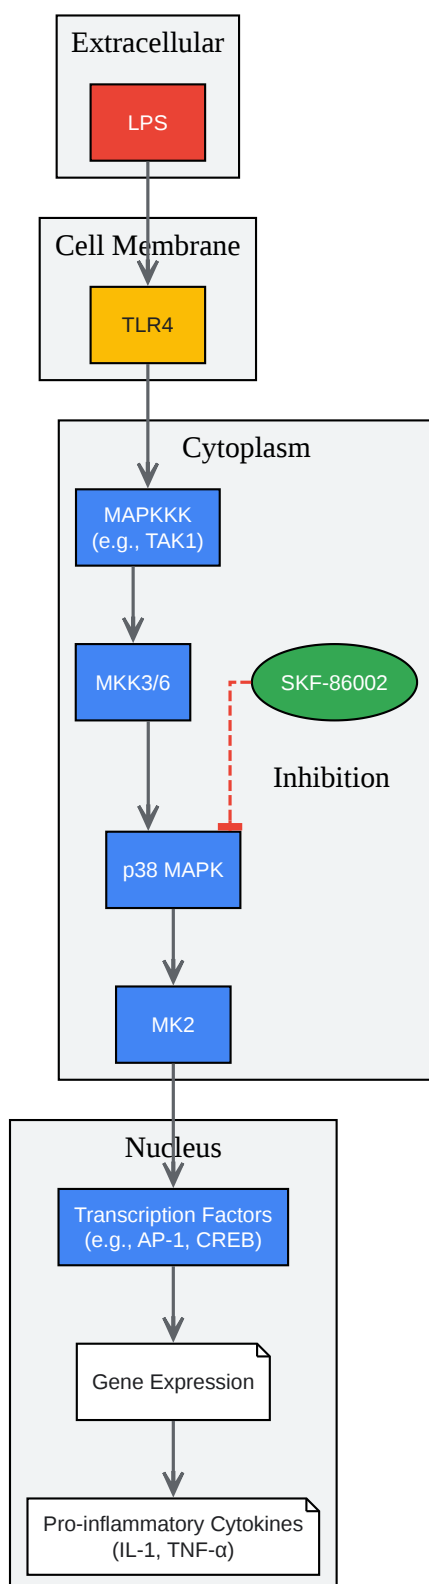 Extracellular
LPS
Cell Membrane
TLR4
Cytoplasm
MAPKKK
(e.g., TAK1)
MKK3/6
SKF-86002
Inhibition
p38 MAPK
MK2
Nucleus
Transcription Factors
(e.g., AP-1, CREB)
Gene Expression
Pro-inflammatory Cytokines
(IL-1, TNF-α)